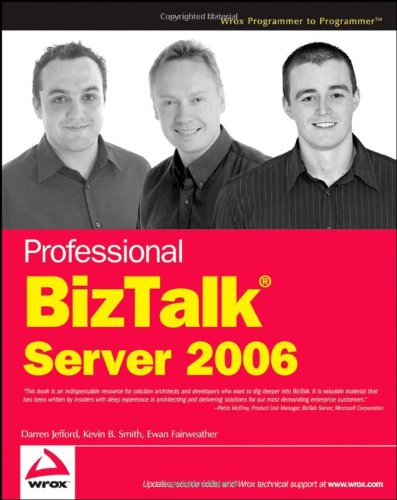 Wrox Programmer to Programmer™
Professional
BizTalk®
Server 2006
"This book is an indispensable resource for solution architects and developers who want to dig deeper into BizTalk. It is valuable material
that has been written by insiders with deep experience in architecting and delivering solutions for our most demanding enterprise customers."
—Patric McElroy, Product Unit Manager, BizTalk Server, Microsoft Corporation
Darren Jefford, Kevin B. Smith, Ewan Fairweather
wrox
Updates, source code, and Wrox technical support at www.wrox.com